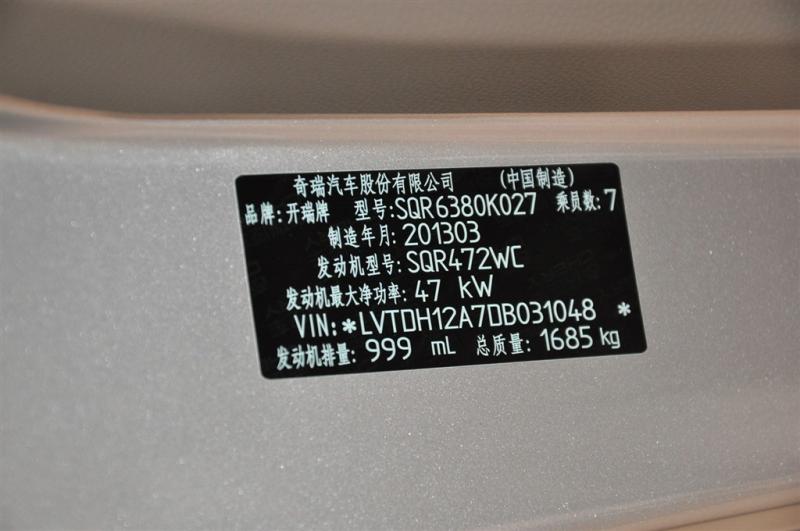 奇瑞汽车股份有限公司 (中国制造)
品牌:开瑞牌 型号:SQR6380K027 乘员数:7
制造年月:201303
发动机型号:SQR472WC
发动机最大净功率:47 kW
VIN:*LVTDH12A7DB031048 *
发动机排量:999 mL 总质量:1685 kg